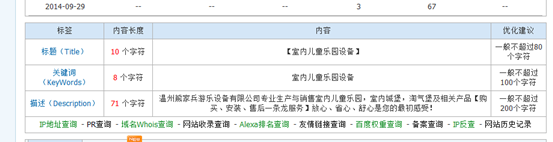 2014-09-29 -- -- -- 3 67 --
标签 内容长度 内容 优化建议
标题（Title） 10 个字符 【室内儿童乐园设备】 一般不超过80个字符
关键词（KeyWords） 8 个字符 室内儿童乐园设备 一般不超过100个字符
描述（Description） 71 个字符 温州熊家兵游乐设备有限公司专业生产与销售室内儿童乐园，室内城堡，淘气堡及相关产品【购买、安装、售后一条龙服务】放心、省心、舒心是您的最初感觉！ 一般不超过200个字符
IP地址查询 - PR查询 - 域名Whois查询 - 网站收录查询 - Alexa排名查询 - 友情链接查询 - 百度权重查询 - 备案查询 - IP反查 - 网站历史记录